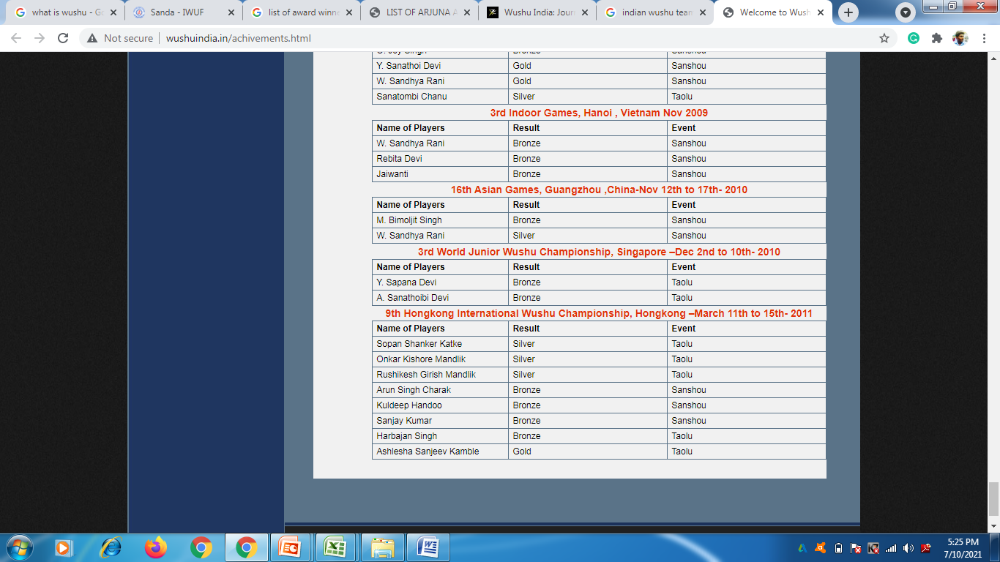 what is wushu - Go
Sanda - IWUF
list of award winne
LIST OF ARJUNA A
Wushu India: Jour
indian wushu team
Welcome to Wush
Not secure
wushuindia.in/achivements.html
Y. Sanathoi Devi Gold Sanshou
W. Sandhya Rani Gold Sanshou
Sanatombi Chanu Silver Taolu
3rd Indoor Games, Hanoi , Vietnam Nov 2009
Name of Players Result Event
W. Sandhya Rani Bronze Sanshou
Rebita Devi Bronze Sanshou
Jaiwanti Bronze Sanshou
16th Asian Games, Guangzhou ,China-Nov 12th to 17th- 2010
Name of Players Result Event
M. Bimoljit Singh Bronze Sanshou
W. Sandhya Rani Silver Sanshou
3rd World Junior Wushu Championship, Singapore –Dec 2nd to 10th- 2010
Name of Players Result Event
Y. Sapana Devi Bronze Taolu
A. Sanathoibi Devi Bronze Taolu
9th Hongkong International Wushu Championship, Hongkong –March 11th to 15th- 2011
Name of Players Result Event
Sopan Shanker Katke Silver Taolu
Onkar Kishore Mandlik Silver Taolu
Rushikesh Girish Mandlik Silver Taolu
Arun Singh Charak Bronze Sanshou
Kuldeep Handoo Bronze Sanshou
Sanjay Kumar Bronze Sanshou
Harbajan Singh Bronze Taolu
Ashlesha Sanjeev Kamble Gold Taolu
5:25 PM
7/10/2021